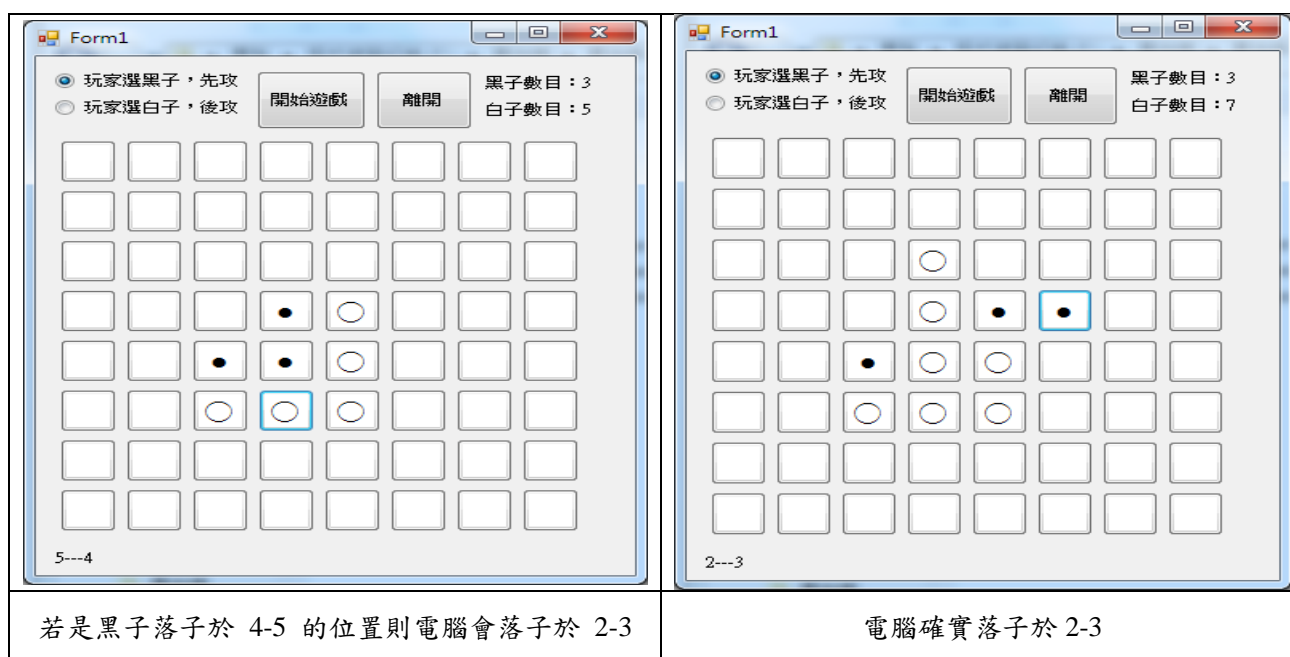 Form1
玩家選黑子，先攻
玩家選白子，後攻
開始遊戲
離開
黑子數目：3
白子數目：5
5---4
若是黑子落子於 4-5 的位置則電腦會落子於 2-3
Form1
玩家選黑子，先攻
玩家選白子，後攻
開始遊戲
離開
黑子數目：3
白子數目：7
2---3
電腦確實落子於 2-3